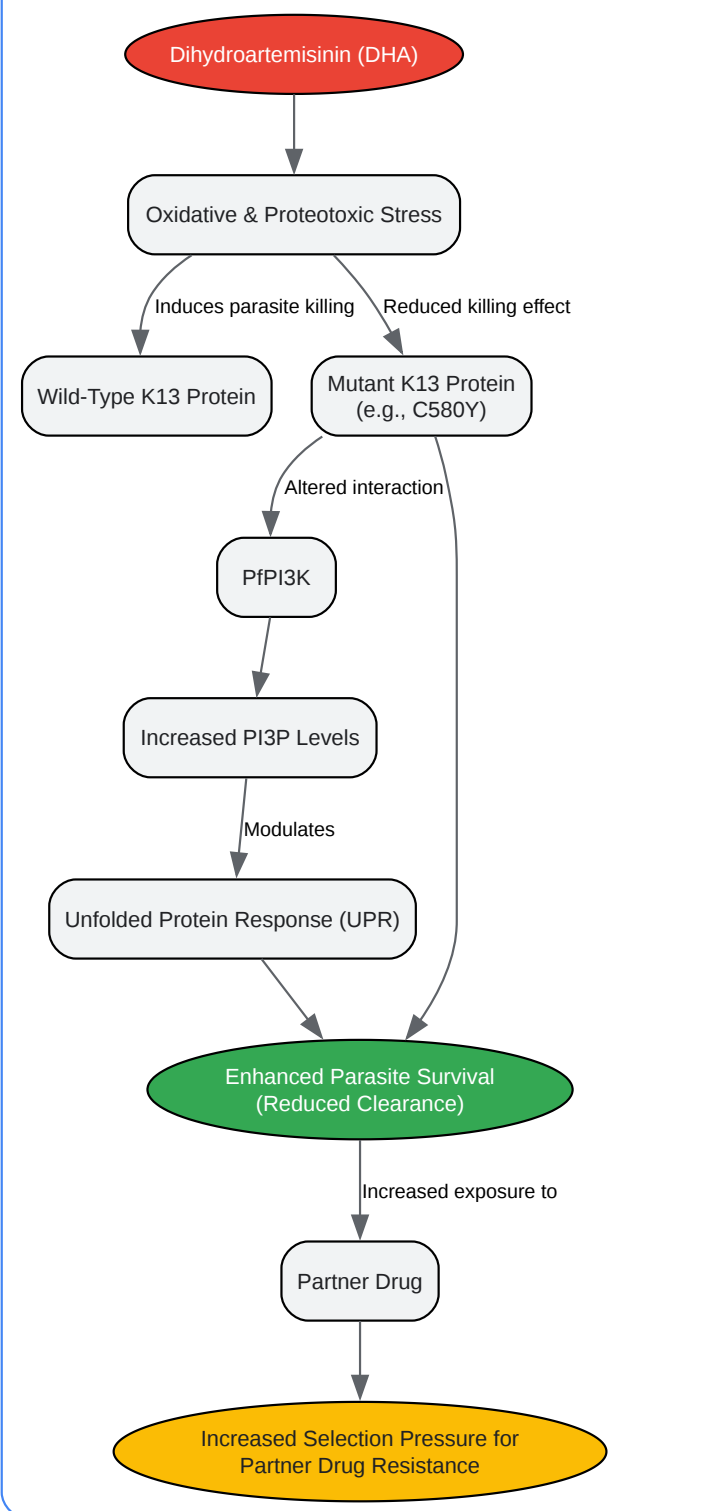 Dihydroartemisinin (DHA)
Oxidative & Proteotoxic Stress
Induces parasite killing
Reduced killing effect
Wild-Type K13 Protein
Mutant K13 Protein
(e.g., C580Y)
Altered interaction
PfPI3K
Increased PI3P Levels
Modulates
Unfolded Protein Response (UPR)
Enhanced Parasite Survival
(Reduced Clearance)
Increased exposure to
Partner Drug
Increased Selection Pressure for
Partner Drug Resistance